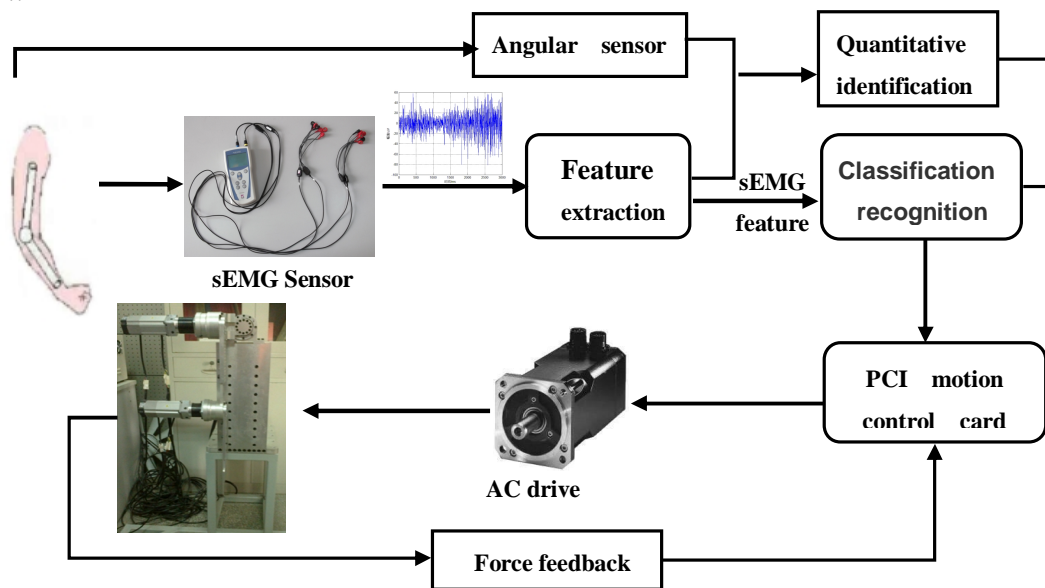 Angular sensor
Quantitative
identification
Feature
extraction
sEMG
feature
Classification
recognition
sEMG Sensor
PCI motion
control card
AC drive
Force feedback